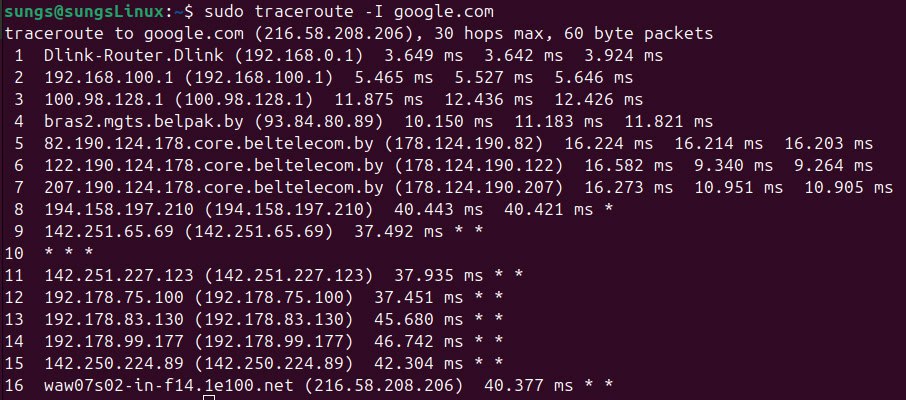 sungs@sungsLinux:~$ sudo traceroute -I google.com
traceroute to google.com (216.58.208.206), 30 hops max, 60 byte packets
 1  Dlink-Router.Dlink (192.168.0.1)  3.649 ms  3.642 ms  3.924 ms
 2  192.168.100.1 (192.168.100.1)  5.465 ms  5.527 ms  5.646 ms
 3  100.98.128.1 (100.98.128.1)  11.875 ms  12.436 ms  12.426 ms
 4  bras2.mgts.belpak.by (93.84.80.89)  10.150 ms  11.183 ms  11.821 ms
 5  82.190.124.178.core.beltelecom.by (178.124.190.82)  16.224 ms  16.214 ms  16.203 ms
 6  122.190.124.178.core.beltelecom.by (178.124.190.122)  16.582 ms  9.340 ms  9.264 ms
 7  207.190.124.178.core.beltelecom.by (178.124.190.207)  16.273 ms  10.951 ms  10.905 ms
 8  194.158.197.210 (194.158.197.210)  40.443 ms  40.421 ms *
 9  142.251.65.69 (142.251.65.69)  37.492 ms * *
10  * * *
11  142.251.227.123 (142.251.227.123)  37.935 ms * *
12  192.178.75.100 (192.178.75.100)  37.451 ms * *
13  192.178.83.130 (192.178.83.130)  45.680 ms * *
14  192.178.99.177 (192.178.99.177)  46.742 ms * *
15  142.250.224.89 (142.250.224.89)  42.304 ms * *
16  waw07s02-in-f14.1e100.net (216.58.208.206)  40.377 ms * *